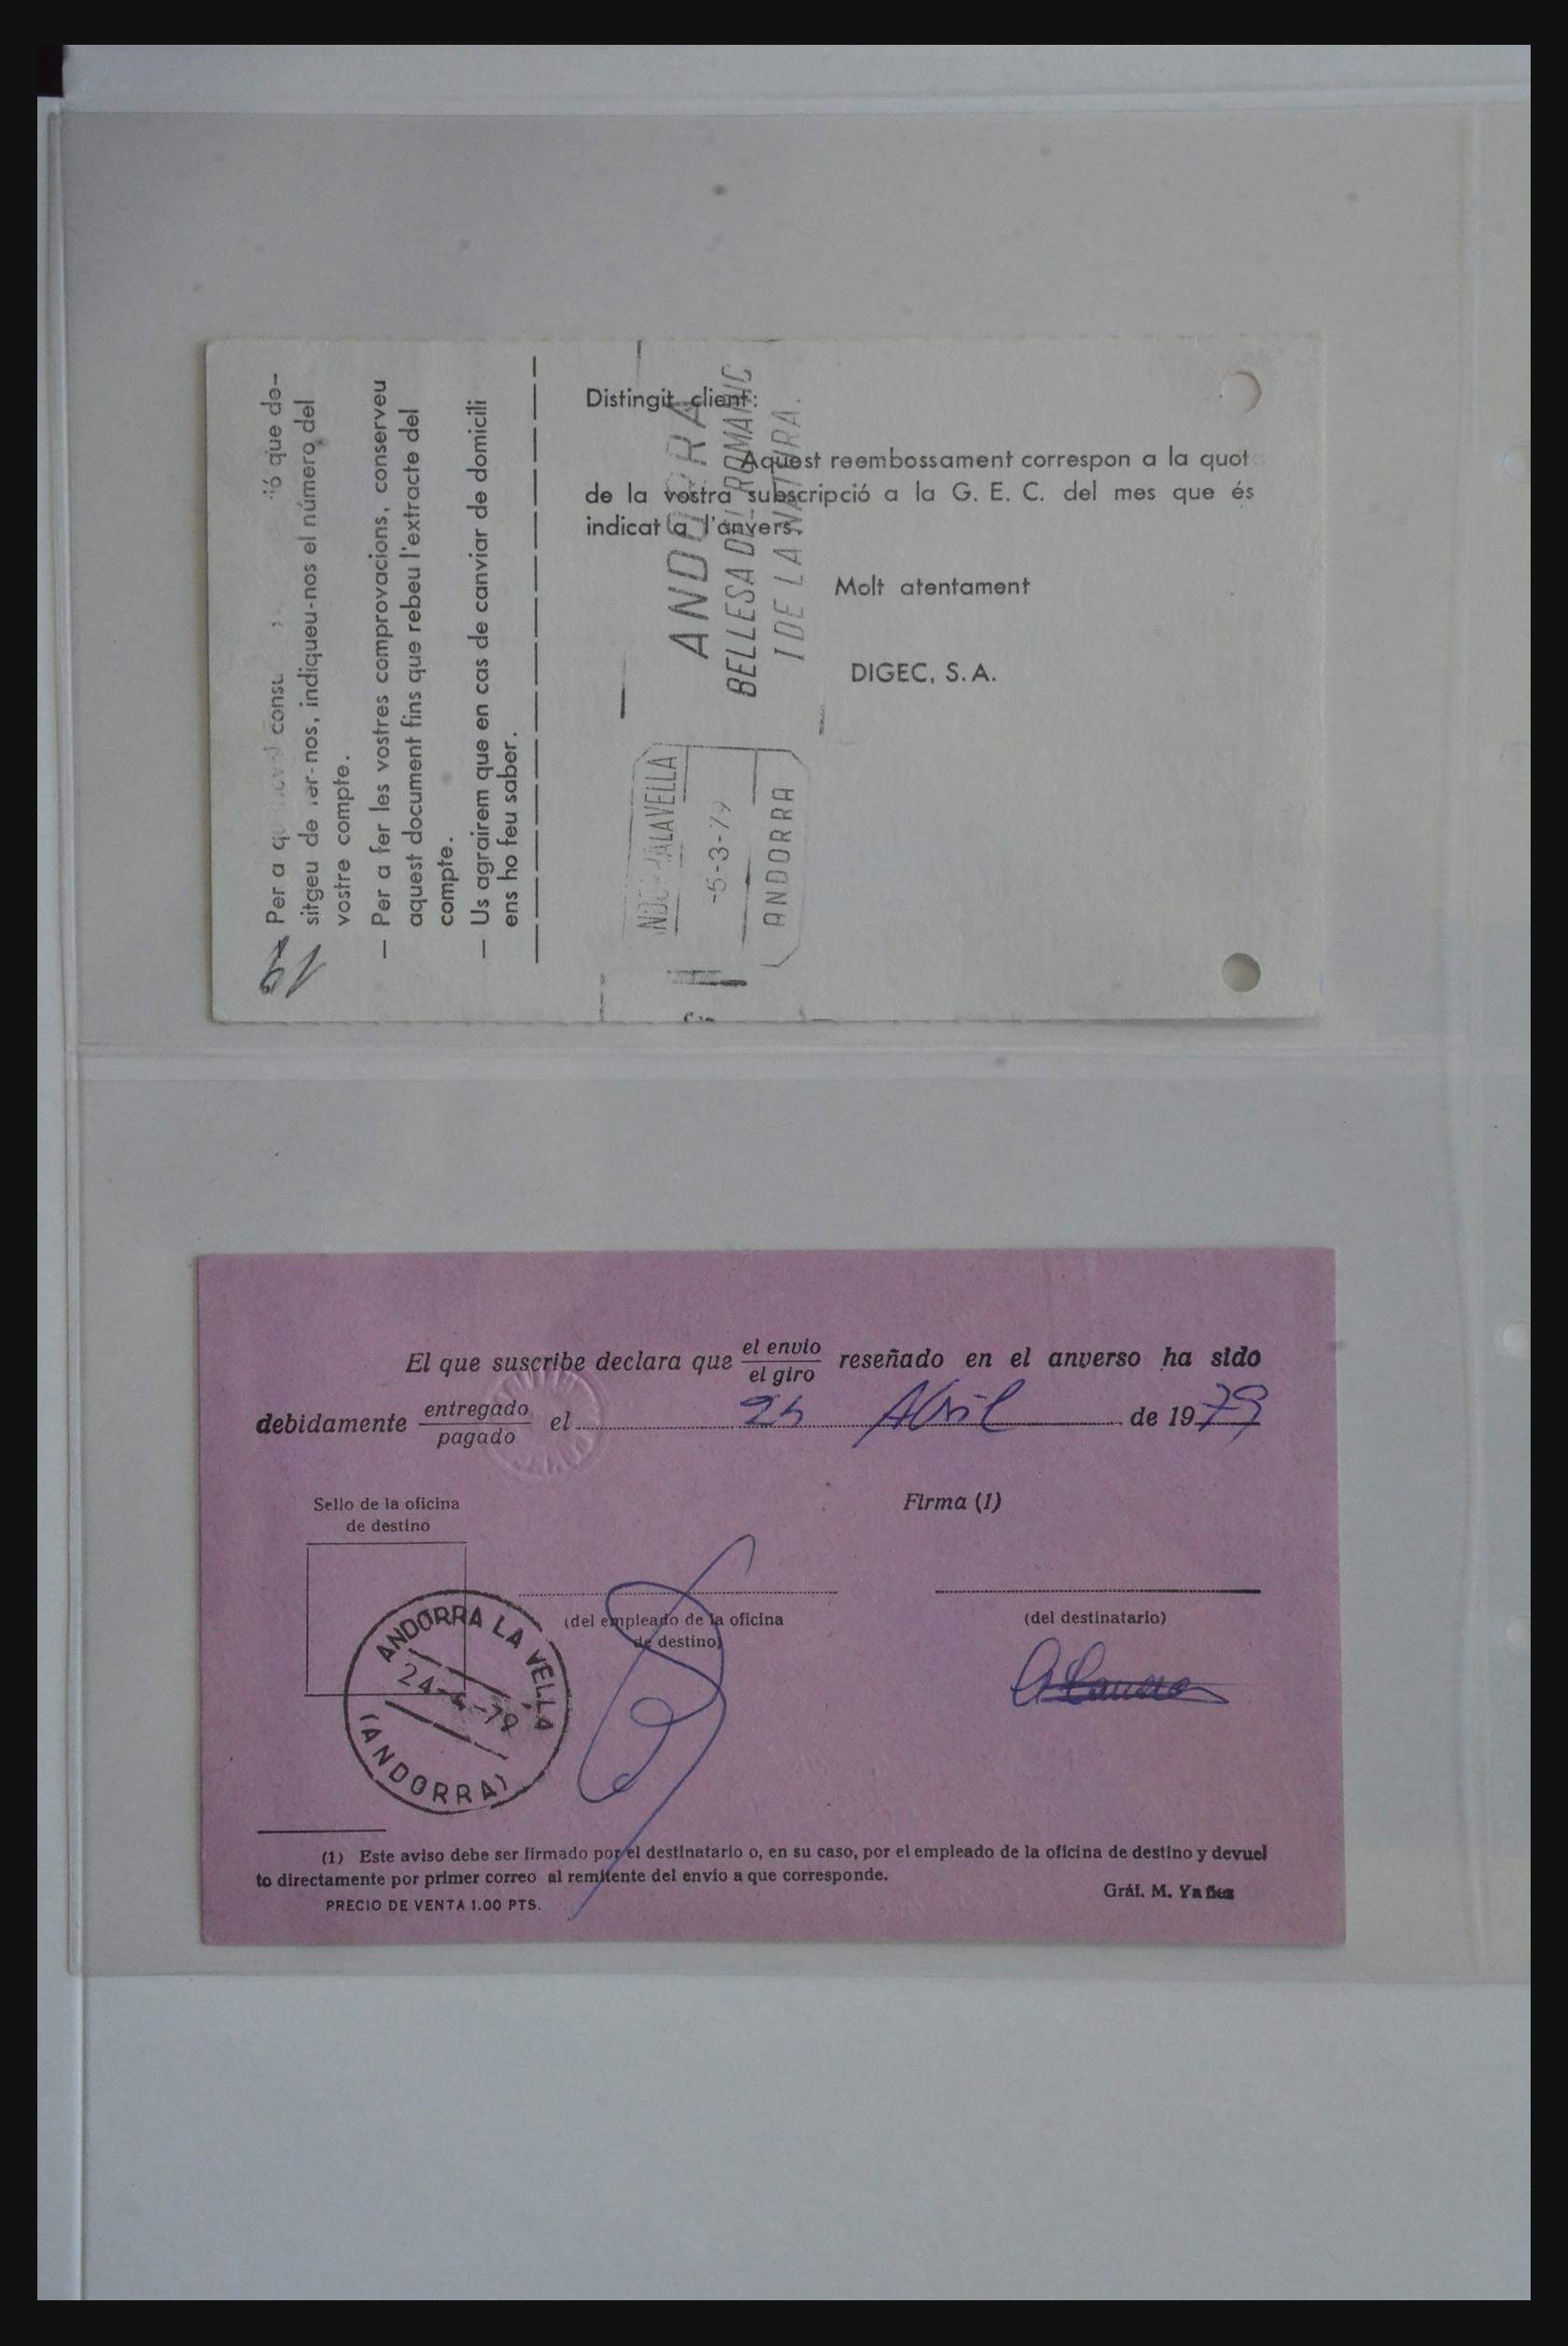 Per a consu ió que de-
sitgeu de fer-nos, indiqueu-nos el número del
vostre compte.
— Per a fer les vostres comprovacions, conserveu
aquest document fins que rebeu l'extracte del
compte.
— Us agrairem que en cas de canviar de domicili
ens ho feu saber.
Distingit client:
Aquest reembossament correspon a la quot
de la vostra subscripció a la G. E. C. del mes que és
indicat a l'anvers.
Molt atentament
DIGEC, S.A.
ANDORRA
BELLESA DEL ROMANIC
I DE LA NATURA.
-5-3-79
ANDORRA
El que suscribe declara que el envio
el giro reseñado en el anverso ha sido
debidamente entregado
pagado el 24 Abril de 1979
Sello de la oficina
de destino
Firma (1)
(del empleado de la oficina
de destino)
(del destinatario)
ANDORRA LA VELLA
24-4-79
(ANDORRA)
(1) Este aviso debe ser firmado por el destinatario o, en su caso, por el empleado de la oficina de destino y devuel
to directamente por primer correo al remitente del envio a que corresponde.
PRECIO DE VENTA 1.00 PTS.
Gráf. M. Yañez